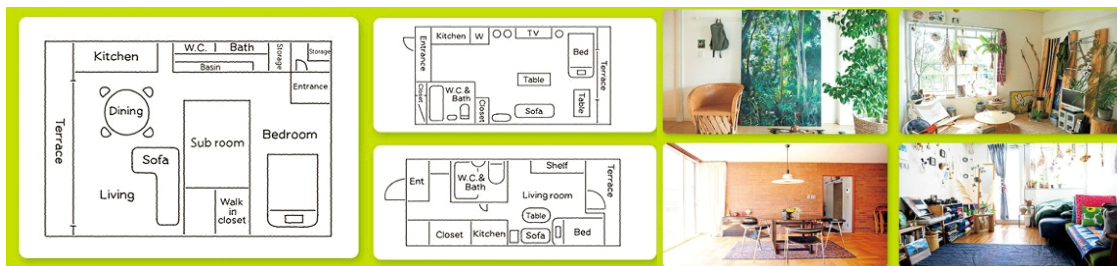 Kitchen
W.C.
Bath
Basin
Storage
Storage
Entrance
Dining
Terrace
Sub room
Bedroom
Sofa
Living
Walk
in
closet
Entrance
Kitchen
W
TV
Bed
Terrace
Closet
W.C.&
Bath
Closet
Table
Sofa
Table
Ent
W.C.&
Bath
Shelf
Terrace
Living room
Table
Closet
Kitchen
Sofa
Bed